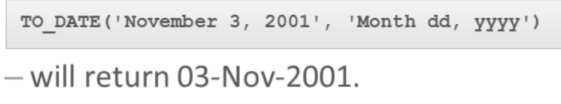 TO_DATE('November 3, 2001', 'Month dd, yyyy')
– will return 03-Nov-2001.